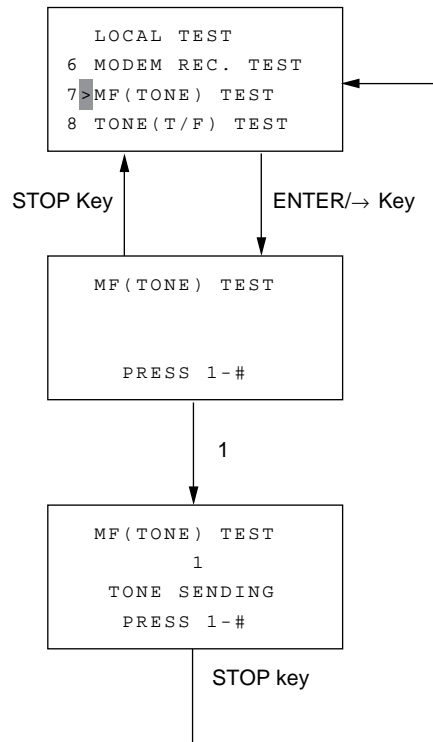 LOCAL TEST
6 MODEM REC. TEST
7>MF(TONE) TEST
8 TONE(T/F) TEST
STOP Key
ENTER/→ Key
MF(TONE) TEST
PRESS 1-#
1
MF(TONE) TEST
1
TONE SENDING
PRESS 1-#
STOP key